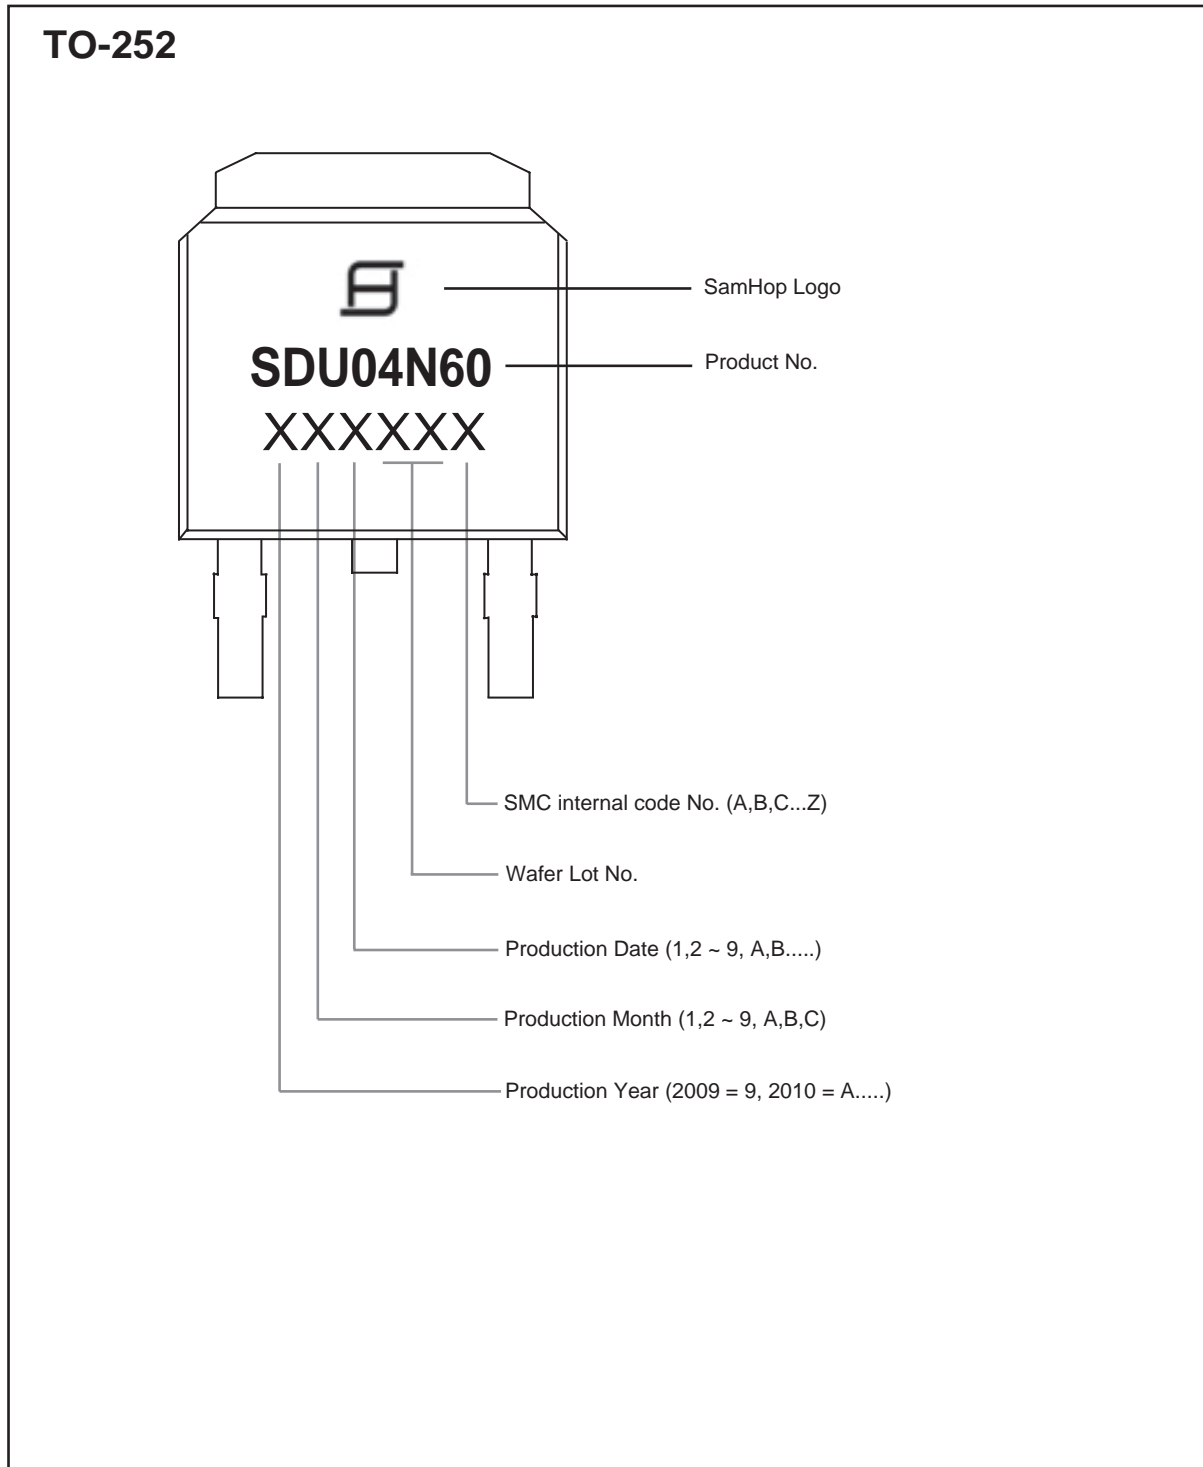 TO-252
SamHop Logo
SDU04N60
Product No.
XXXXXX
SMC internal code No. (A,B,C...Z)
Wafer Lot No.
Production Date (1,2 ~ 9, A,B.....)
Production Month (1,2 ~ 9, A,B,C)
Production Year (2009 = 9, 2010 = A.....)